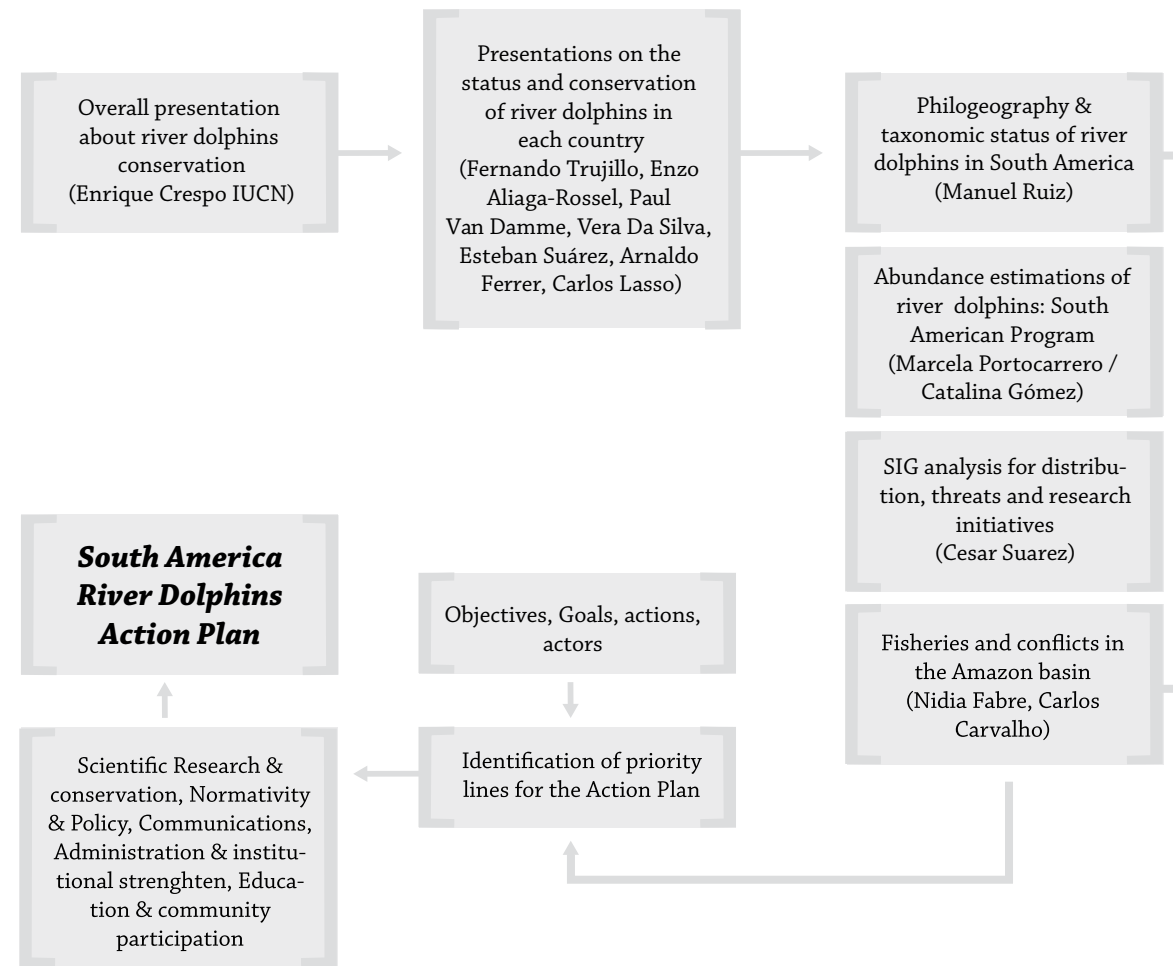 Overall presentation
about river dolphins
conservation
(Enrique Crespo IUCN)
Presentations on the
status and conservation
of river dolphins in
each country
(Fernando Trujillo, Enzo
Aliaga-Rossel, Paul
Van Damme, Vera Da Silva,
Esteban Suárez, Arnaldo
Ferrer, Carlos Lasso)
Philogeography &
taxonomic status of river
dolphins in South America
(Manuel Ruiz)
Abundance estimations of
river dolphins: South
American Program
(Marcela Portocarrero /
Catalina Gómez)
SIG analysis for distribu-
tion, threats and research
initiatives
(Cesar Suarez)
Fisheries and conflicts in
the Amazon basin
(Nidia Fabre, Carlos
Carvalho)
Objectives, Goals, actions,
actors
Identification of priority
lines for the Action Plan
Scientific Research &
conservation, Normativity
& Policy, Communications,
Administration & institu-
tional strenghten, Educa-
tion & community
participation
South America
River Dolphins
Action Plan